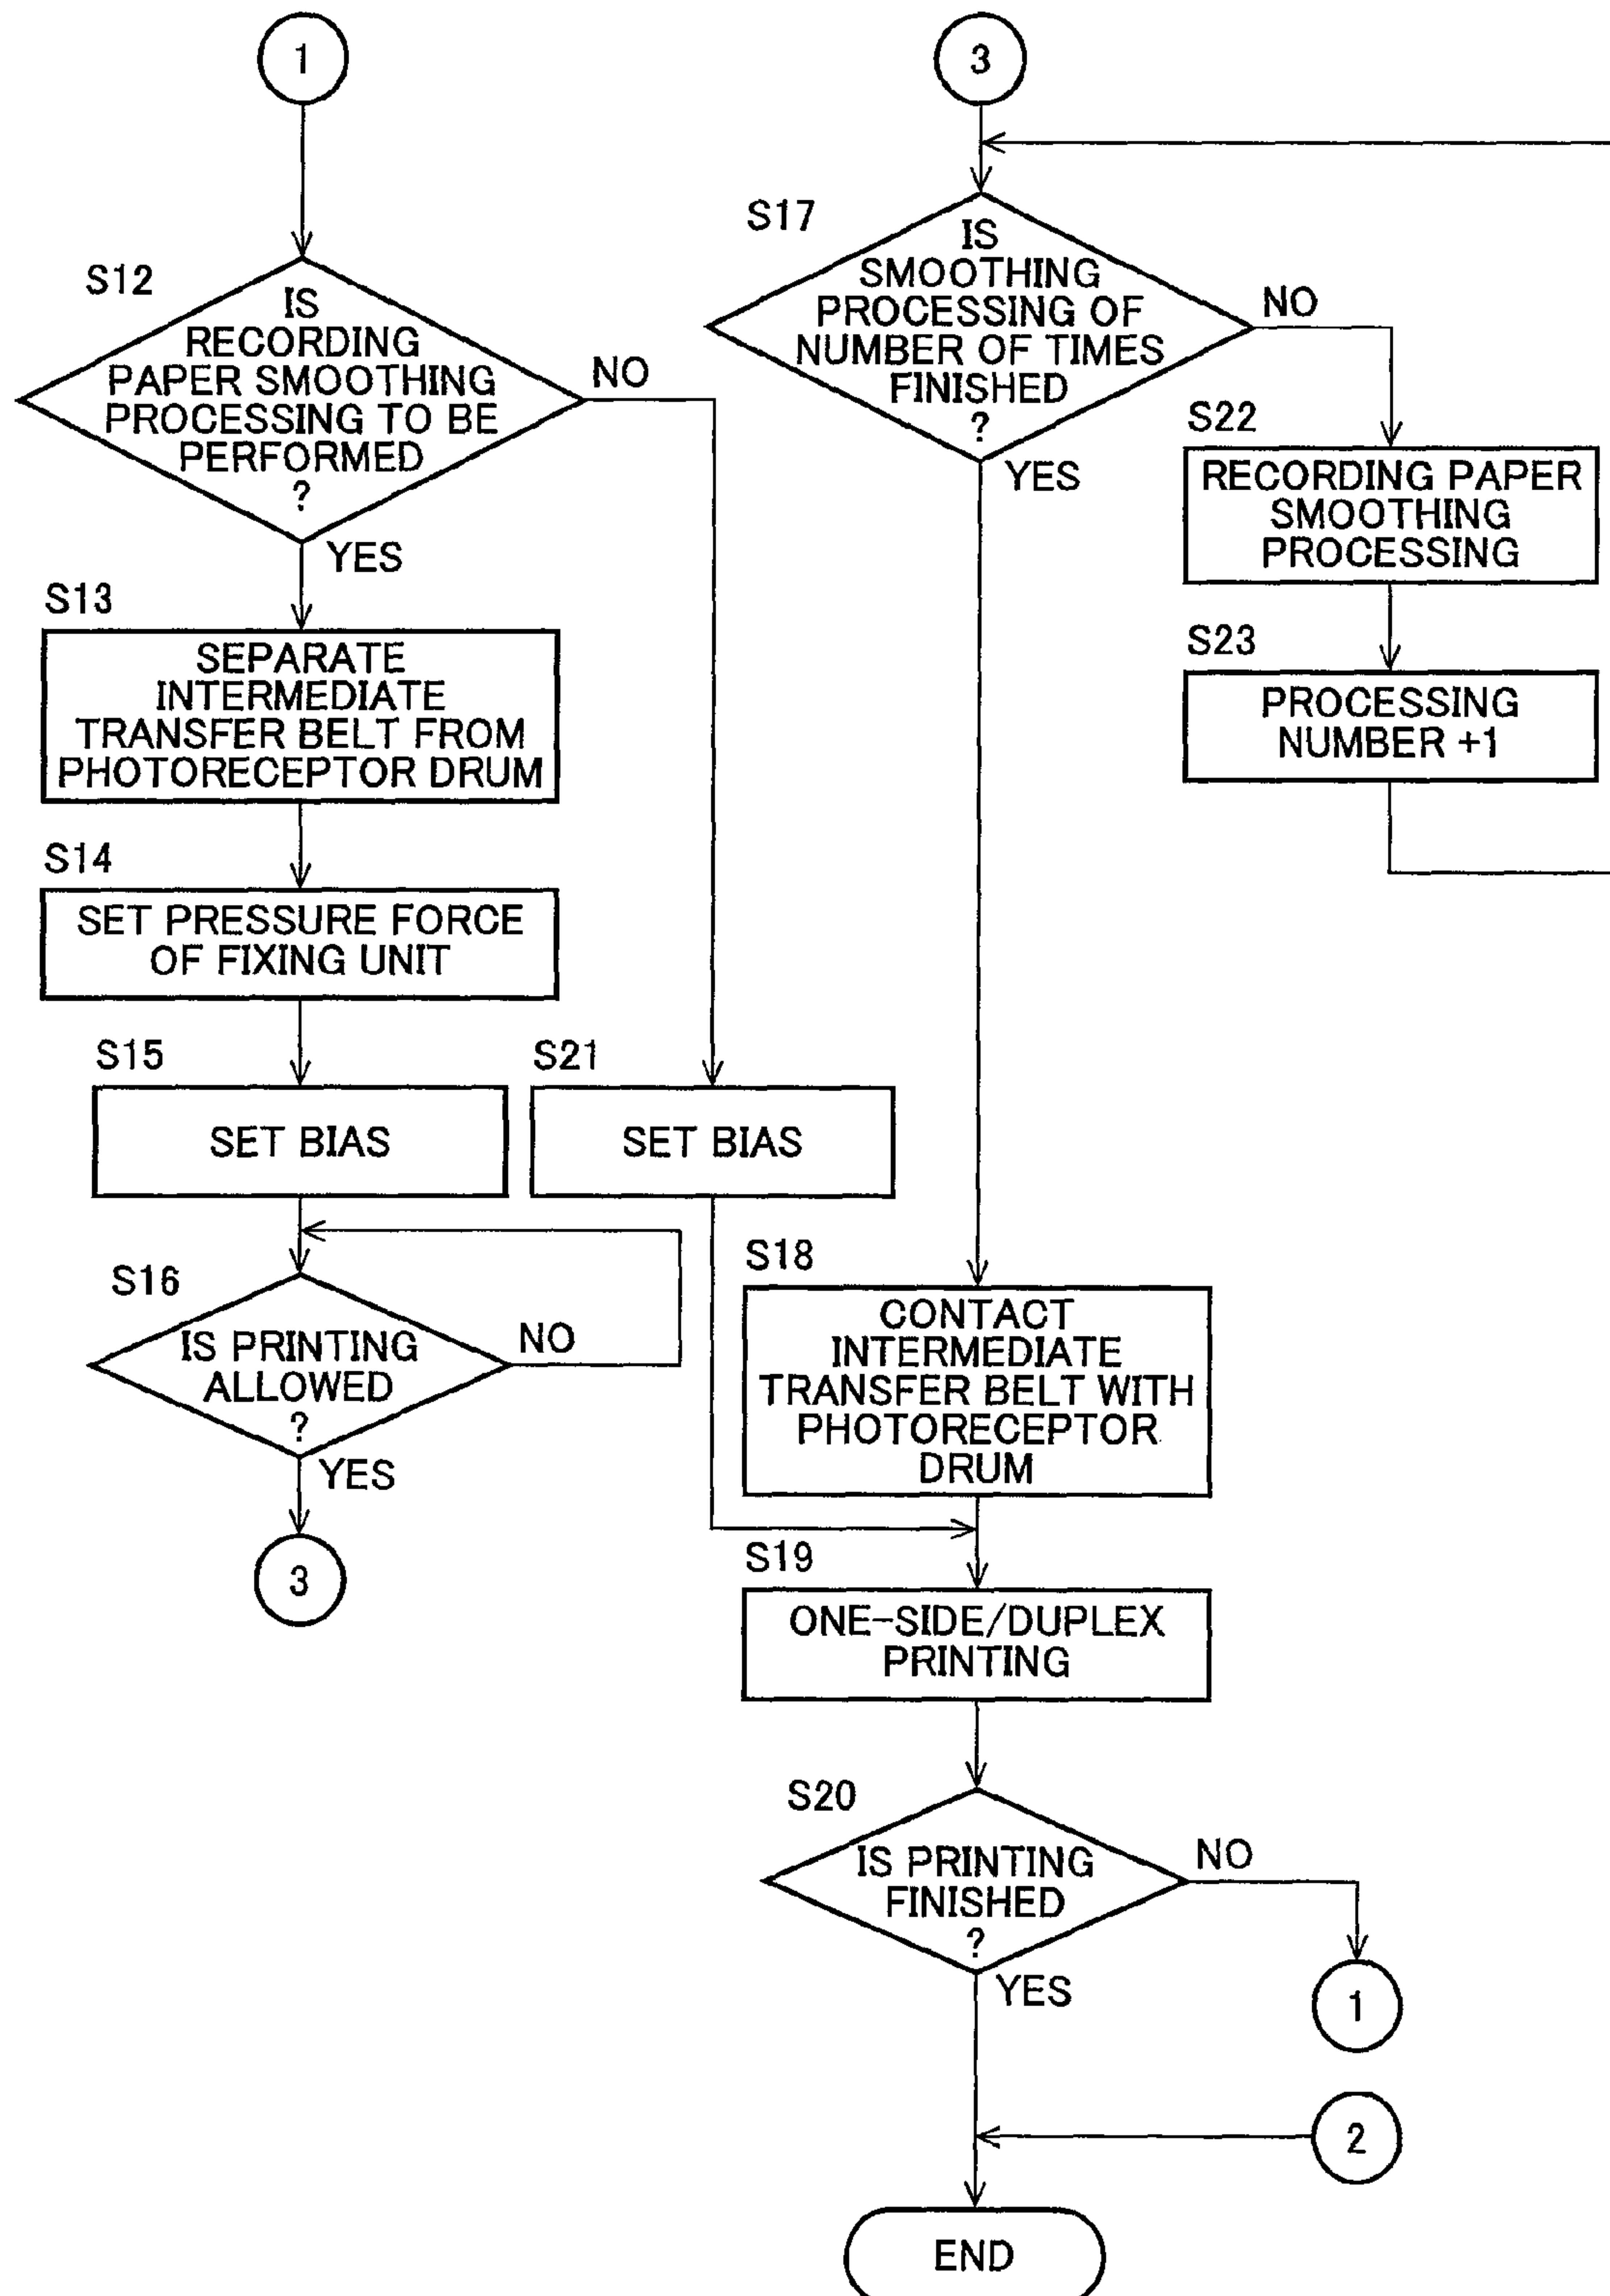 1
S12
IS
RECORDING
PAPER SMOOTHING
PROCESSING TO BE
PERFORMED
?
NO
YES
S13
SEPARATE
INTERMEDIATE
TRANSFER BELT FROM
PHOTORECEPTOR DRUM
S14
SET PRESSURE FORCE
OF FIXING UNIT
S15
SET BIAS
S21
SET BIAS
S16
IS PRINTING
ALLOWED
?
NO
YES
3
3
S17
IS
SMOOTHING
PROCESSING OF
NUMBER OF TIMES
FINISHED
?
NO
YES
S22
RECORDING PAPER
SMOOTHING
PROCESSING
S23
PROCESSING
NUMBER +1
S18
CONTACT
INTERMEDIATE
TRANSFER BELT WITH
PHOTORECEPTOR
DRUM
S19
ONE-SIDE/DUPLEX
PRINTING
S20
IS PRINTING
FINISHED
?
NO
YES
1
2
END